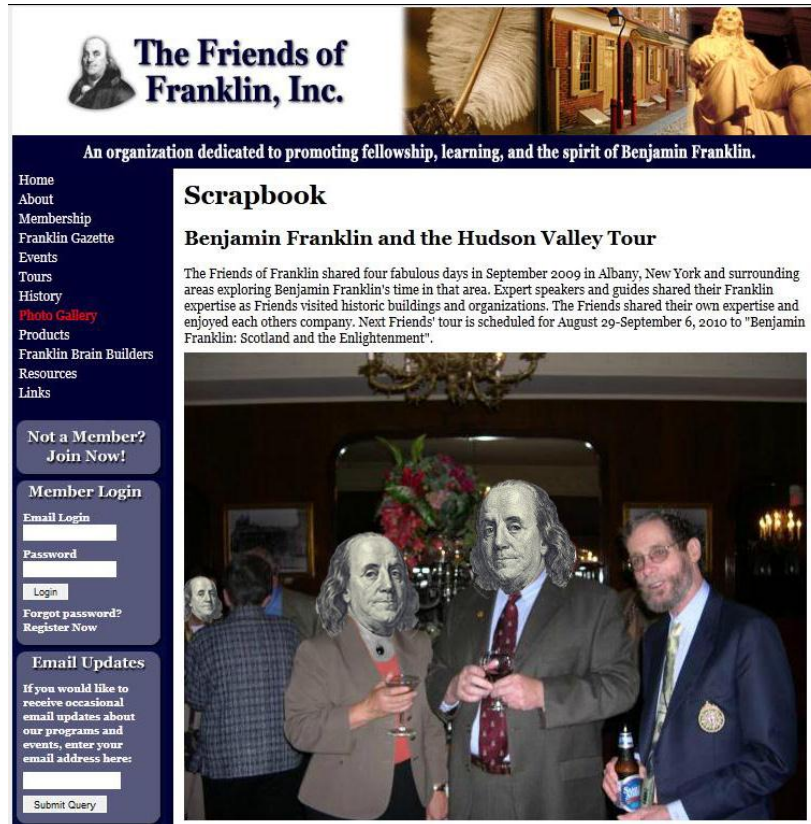 The Friends of
Franklin, Inc.
An organization dedicated to promoting fellowship, learning, and the spirit of Benjamin Franklin.
Home
About
Membership
Franklin Gazette
Events
Tours
History
Photo Gallery
Products
Franklin Brain Builders
Resources
Links
Not a Member?
Join Now!
Member Login
Email Login
Password
Login
Forgot password?
Register Now
Email Updates
If you would like to
receive occasional
email updates about
our programs and
events, enter your
email address here:
Submit Query
Scrapbook
Benjamin Franklin and the Hudson Valley Tour
The Friends of Franklin shared four fabulous days in September 2009 in Albany, New York and surrounding
areas exploring Benjamin Franklin's time in that area. Expert speakers and guides shared their Franklin
expertise as Friends visited historic buildings and organizations. The Friends shared their own expertise and
enjoyed each others company. Next Friends' tour is scheduled for August 29-September 6, 2010 to "Benjamin
Franklin: Scotland and the Enlightenment".